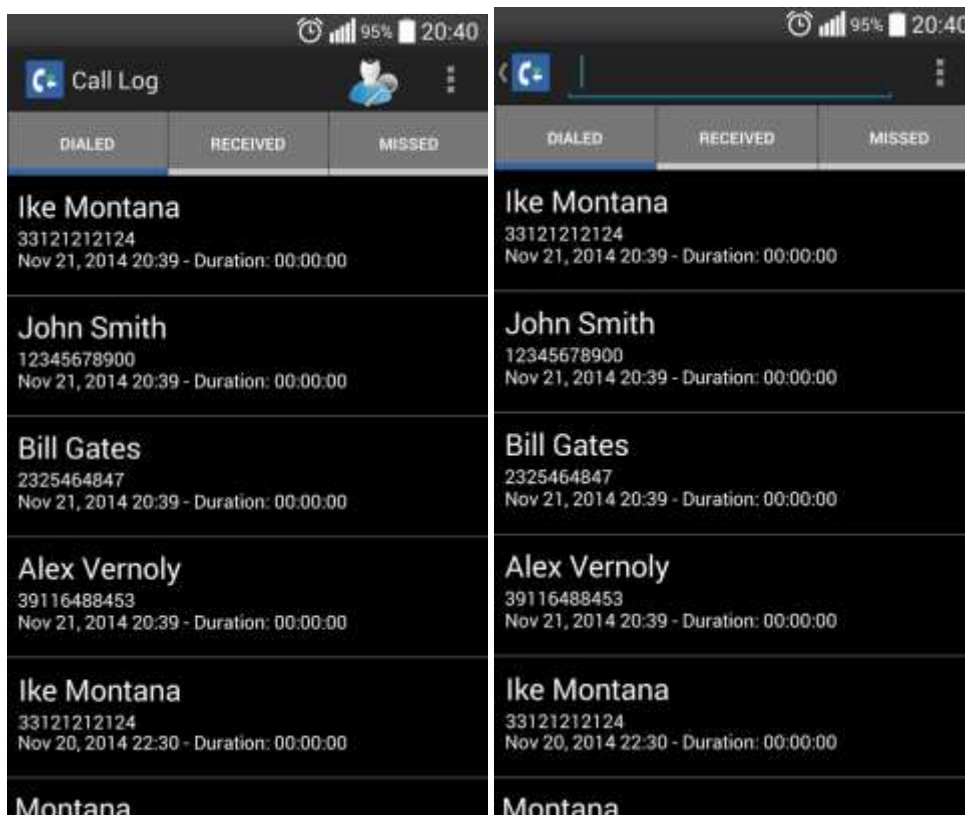 95% 20:40
Call Log
DIALED RECEIVED MISSED
Ike Montana
33121212124
Nov 21, 2014 20:39 - Duration: 00:00:00
John Smith
12345678900
Nov 21, 2014 20:39 - Duration: 00:00:00
Bill Gates
2325464847
Nov 21, 2014 20:39 - Duration: 00:00:00
Alex Vernoly
39116488453
Nov 21, 2014 20:39 - Duration: 00:00:00
Ike Montana
33121212124
Nov 20, 2014 22:30 - Duration: 00:00:00
Montana
95% 20:40
DIALED RECEIVED MISSED
Ike Montana
33121212124
Nov 21, 2014 20:39 - Duration: 00:00:00
John Smith
12345678900
Nov 21, 2014 20:39 - Duration: 00:00:00
Bill Gates
2325464847
Nov 21, 2014 20:39 - Duration: 00:00:00
Alex Vernoly
39116488453
Nov 21, 2014 20:39 - Duration: 00:00:00
Ike Montana
33121212124
Nov 20, 2014 22:30 - Duration: 00:00:00
Montana